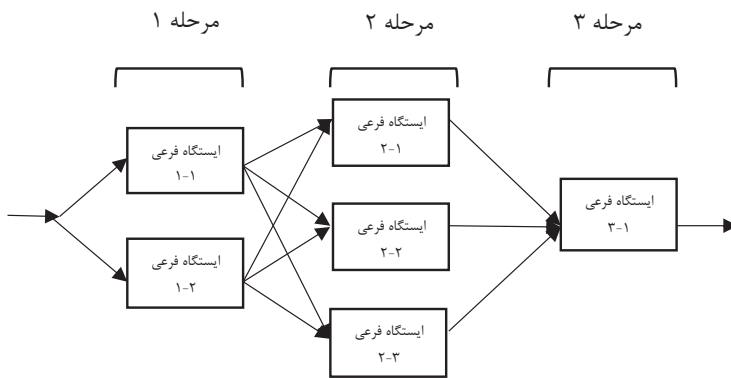 مرحله ۱
مرحله ۲
مرحله ۳
ایستگاه فرعی
۱-۱
ایستگاه فرعی
۱-۲
ایستگاه فرعی
۲-۱
ایستگاه فرعی
۲-۲
ایستگاه فرعی
۲-۳
ایستگاه فرعی
۳-۱